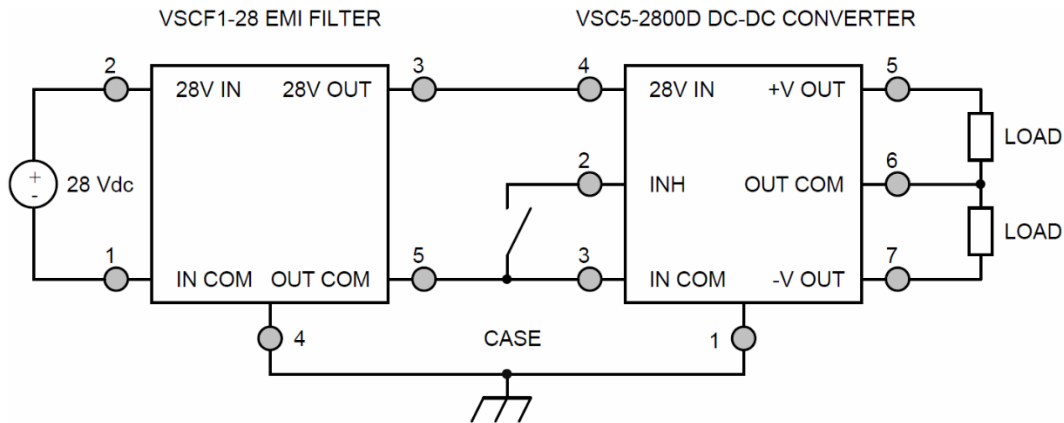 VSCF1-28 EMI FILTER VSC5-2800D DC-DC CONVERTER
2 3 4 5
28V IN 28V OUT 28V IN +V OUT
LOAD
+
-
28 Vdc
2 6
INH OUT COM
LOAD
1 5 3 7
IN COM OUT COM IN COM -V OUT
4 CASE 1